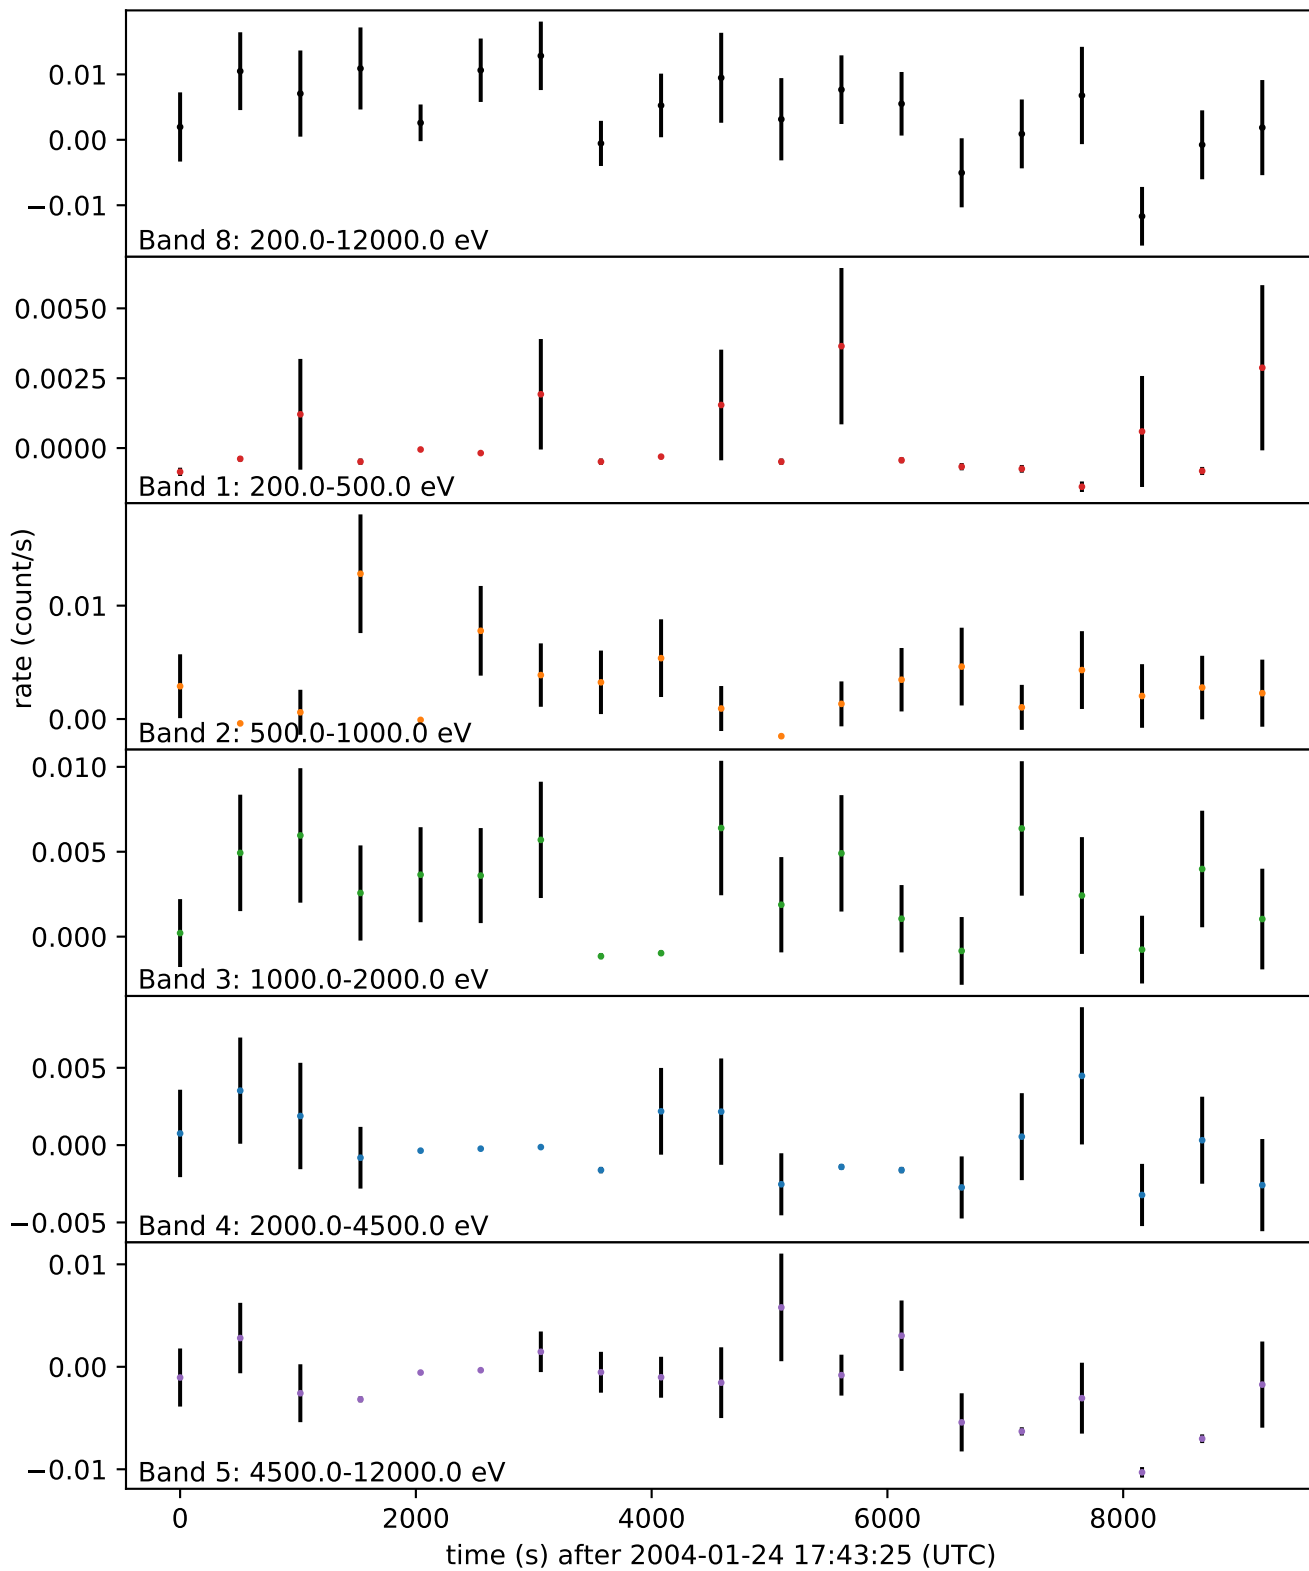 0.01
0.00
−0.01
Band 8: 200.0-12000.0 eV
0.0050
0.0025
0.0000
Band 1: 200.0-500.0 eV
rate (count/s)
0.01
0.00
Band 2: 500.0-1000.0 eV
0.010
0.005
0.000
Band 3: 1000.0-2000.0 eV
0.005
0.000
−0.005
Band 4: 2000.0-4500.0 eV
0.01
0.00
−0.01
Band 5: 4500.0-12000.0 eV
0 2000 4000 6000 8000
time (s) after 2004-01-24 17:43:25 (UTC)